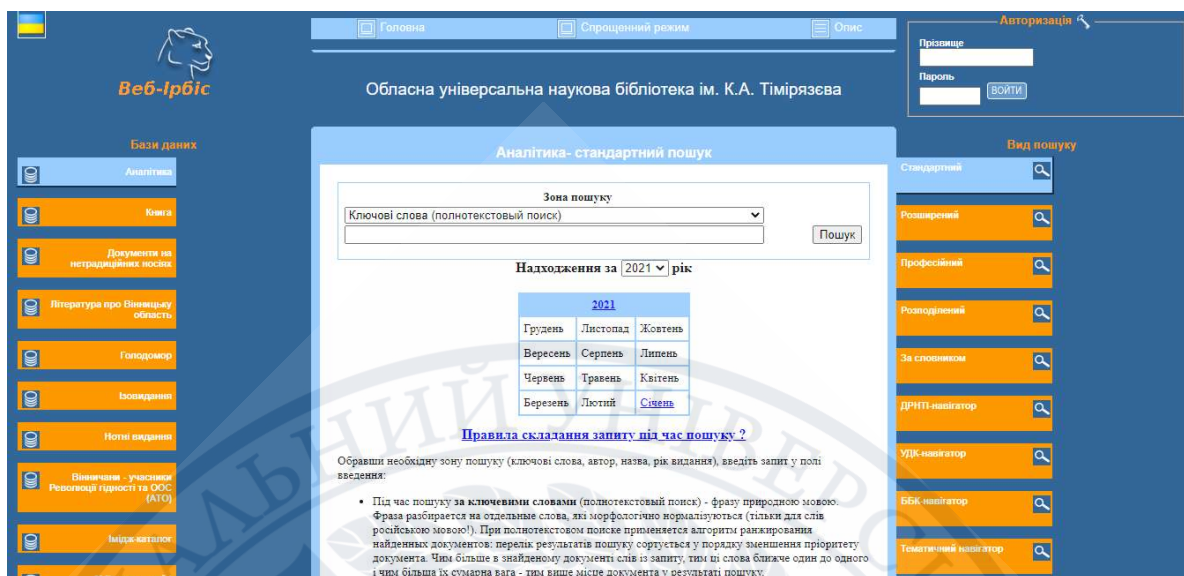 Головна
Спрощенний режим
Опис
Авторизація
Прізвище
Пароль
ВОЙТИ
Веб-Ірбіс
Обласна універсальна наукова бібліотека ім. К.А. Тімірязєва
Бази даних
Аналітика
Книга
Документи на
нетрадиційних носіях
Література про Вінницьку
область
Голодомор
Ізовидання
Нотні видання
Вінничани - учасники
Революції гідності та ООС
(АТО)
Імідж-каталог
Аналітика- стандартний пошук
Зона пошуку
Ключові слова (полнотекстовый поиск)
Пошук
Надходження за 2021 рік
2021
Грудень Листопад Жовтень
Вересень Серпень Липень
Червень Травень Квітень
Березень Лютий Січень
Правила складання запиту під час пошуку ?
Обравши необхідну зону пошуку (ключові слова, автор, назва, рік видання), введіть запит у полі
введення:
• Під час пошуку за ключевими словами (полнотекстовый поиск) - фразу природною мовою.
Фраза разбирается на отдельные слова, які морфологічно нормалізуються (тільки для слів
російською мовою!). При полнотекстовом поиске применяется алгоритм ранжирования
найденных документов: перелік результатів пошуку сортується у порядку зменшення пріоритету
документа. Чим більше в знайденому документі слів із запиту, тим ці слова ближче один до одного
і чим більша їх сумарна вага - тим вище місце документа у результаті пошуку.
Вид пошуку
Стандартний
Розширений
Професійний
Розподілений
За словником
ДРНТІ-навігатор
УДК-навігатор
ББК-навігатор
Тематичний навігатор